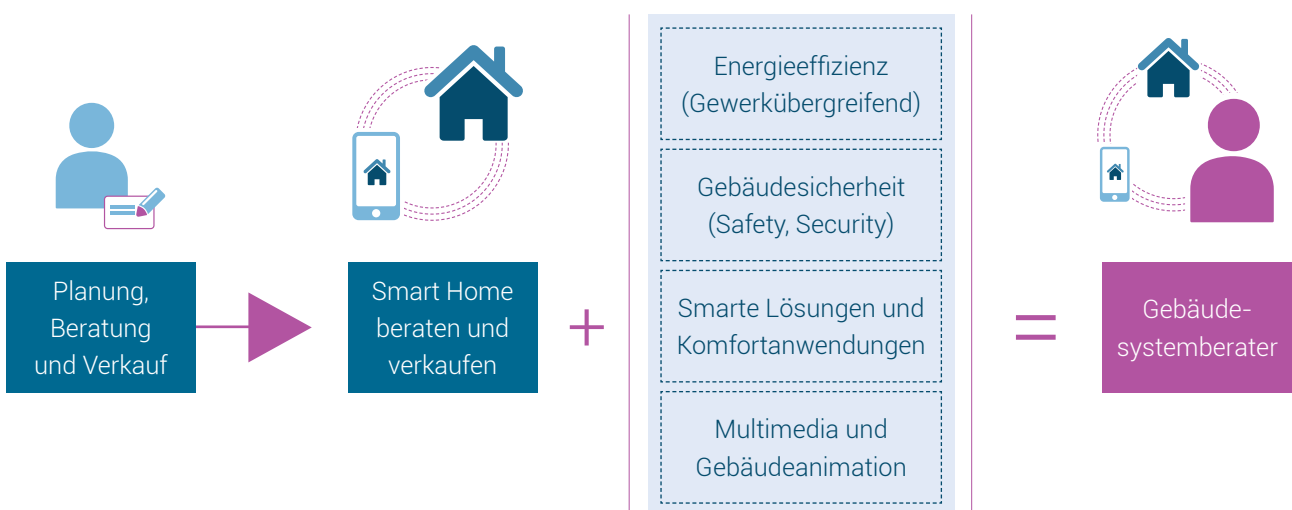 Planung,
Beratung
und Verkauf
Smart Home
beraten und
verkaufen
+
Energieeffizienz
(Gewerkübergreifend)
Gebäudesicherheit
(Safety, Security)
Smarte Lösungen und
Komfortanwendungen
Multimedia und
Gebäudeanimation
=
Gebäude-
systemberater